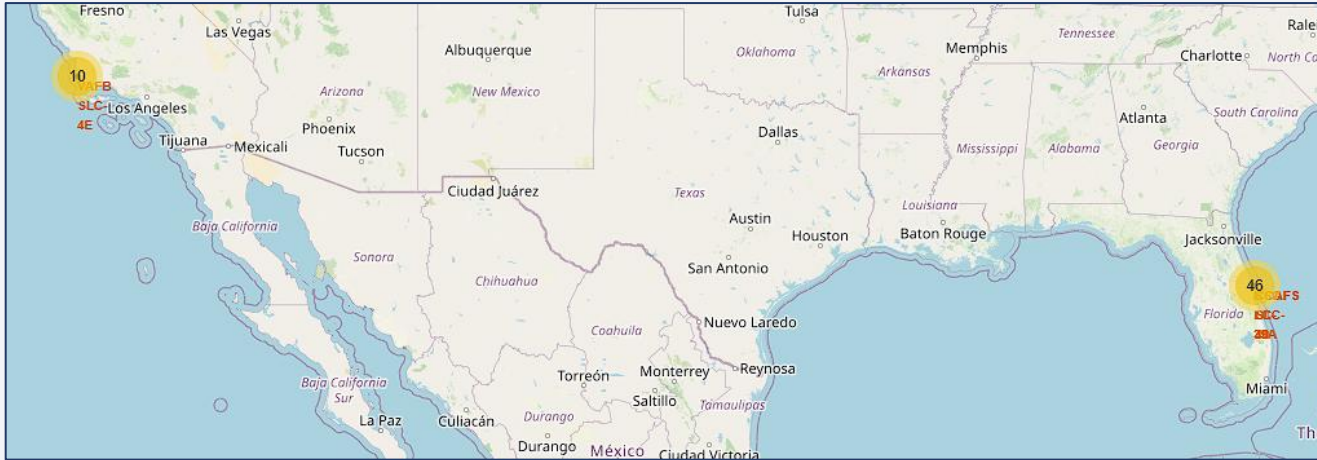 Fresno
Las Vegas
Tulsa
Ralei
Albuquerque
Oklahoma
Memphis
Tennessee
Charlotte
North Ca
10
VAFB
SLC-
4E
Los Angeles
Arizona
New Mexico
Arkansas
South Carolina
Phoenix
Tucson
Dallas
Atlanta
Tijuana
Mexicali
Mississippi
Alabama
Georgia
Ciudad Juárez
Texas
Louisiana
Baja California
Austin
Houston
Baton Rouge
Jacksonville
Sonora
Chihuahua
San Antonio
46
Florida
Coahuila
Nuevo Laredo
Reynosa
Baja California
Sur
Torreón
Monterrey
Saltillo
Tamaulipas
Miami
La Paz
Culiacán
Durango
Durango
México
Ciudad Victoria
Th